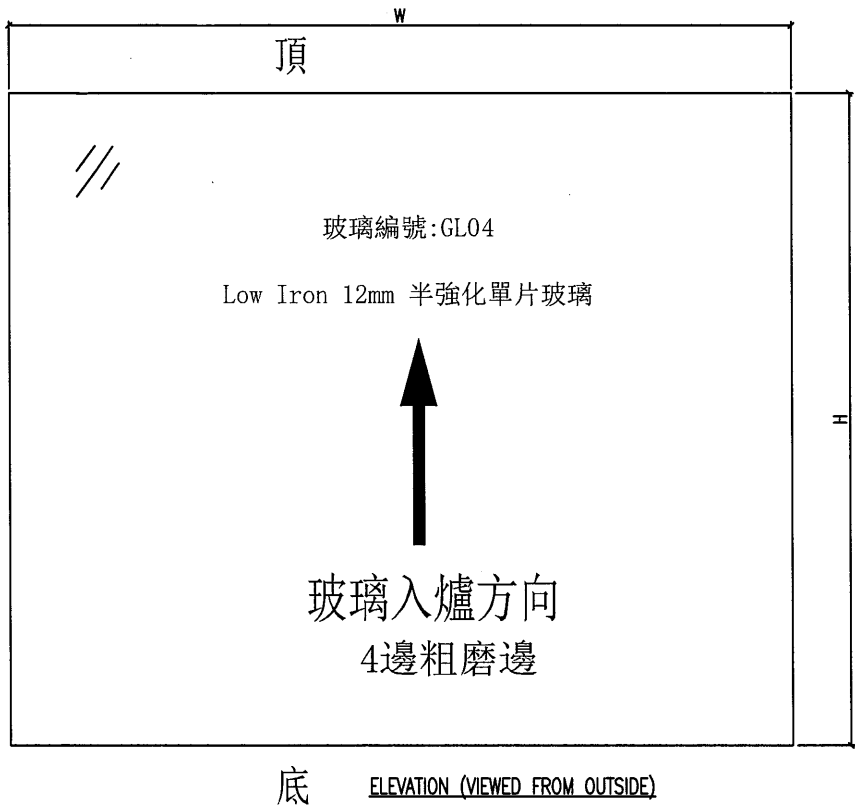 W
頂
玻璃編號:GL04
Low Iron 12mm 半強化單片玻璃
H
玻璃入爐方向
4邊粗磨邊
底
ELEVATION (VIEWED FROM OUTSIDE)